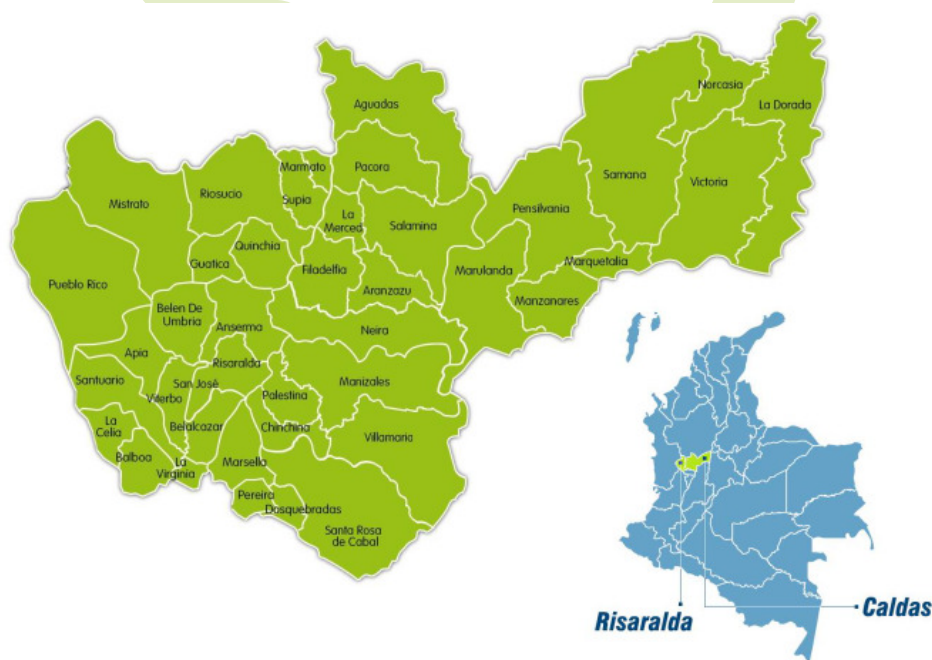 Norcasia
La Dorada
Aguadas
Marmato
Pacora
Samana
Victoria
Riosucio
Supia
Mistrato
La
Merced
Salamina
Pensilvania
Quinchia
Guatica
Filadelfia
Marulanda
Marquetalia
Pueblo Rico
Aranzazu
Manzanares
Belen De
Umbria
Anserma
Neira
Apia
Risaralda
Santuario
San Josè
Manizales
Viterbo
Palestina
La
Celia
Belalcazar
Chinchina
Villamaria
Balboa
La
Virginia
Marsella
Pereira
Dosquebradas
Santa Rosa
de Cabal
Risaralda
Caldas